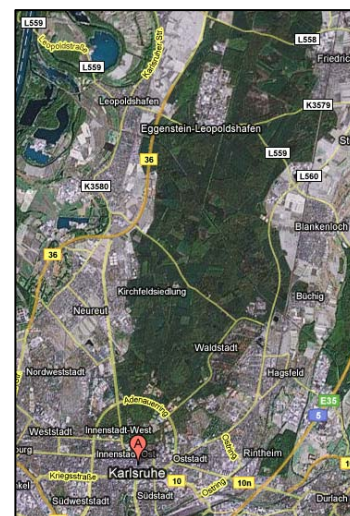 L559
L558
Leopoldstraße
Karlsruher Str
L559
Friedric
Leopoldshafen
K3579
Eggenstein-Leopoldshafen
36
L559
K3580
L560
Blankenloch
36
Kirchfeldsiedlung
Büchig
Neureut
Waldstadt
Nordweststadt
Hagsfeld
Adenauerring
E35
5
Weststadt
Innenstadt-West
Ostring
A
Innenstadt-Ost
Oststadt
Rintheim
Karlsruhe
Kriegsstraße
10
10n
Ostring
Südweststadt
Südstadt
Durlach